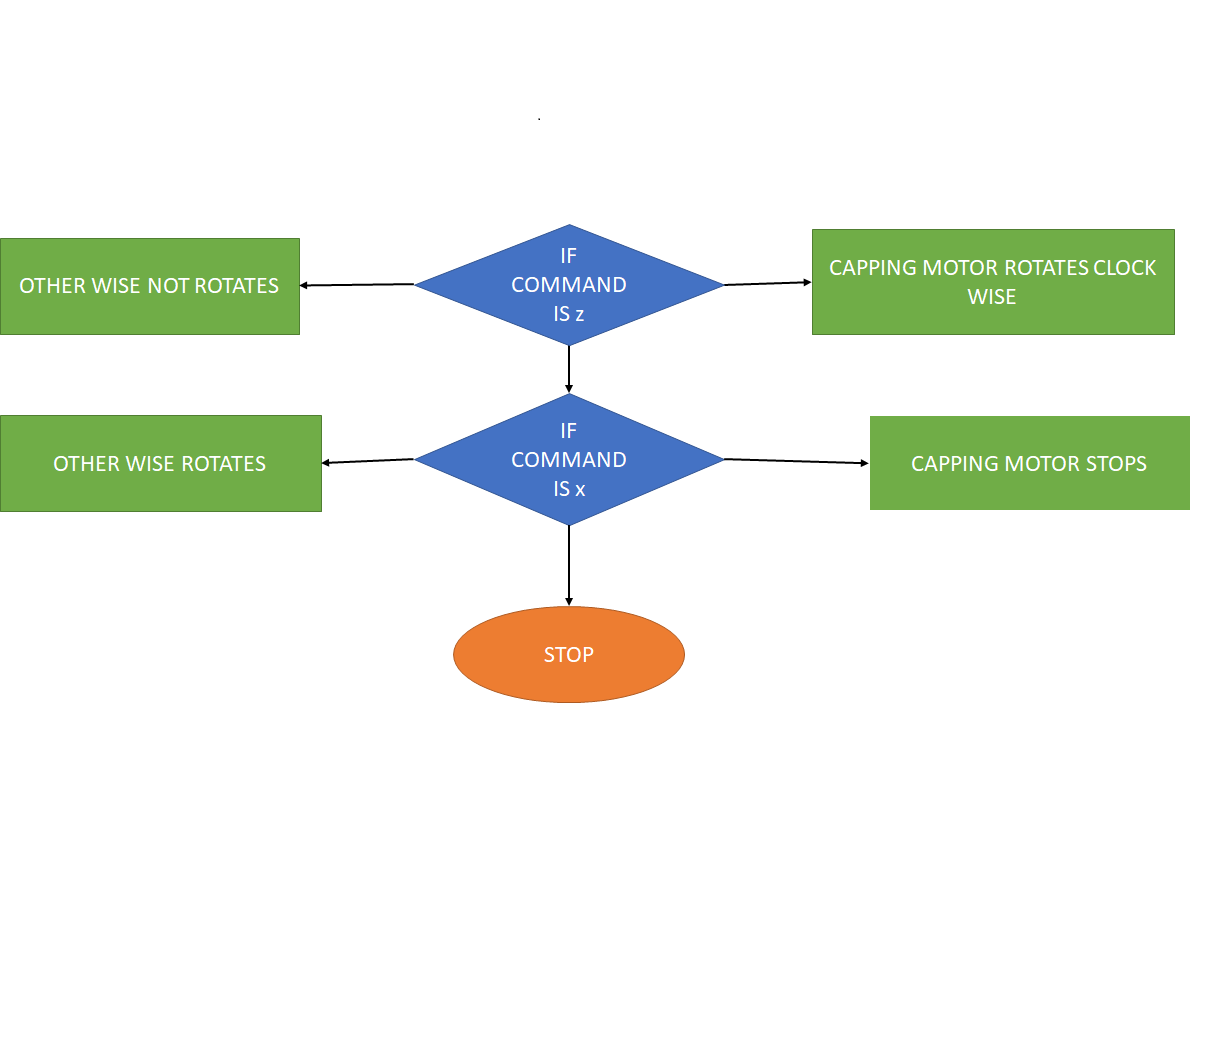 .
OTHER WISE NOT ROTATES
IF
COMMAND
IS z
CAPPING MOTOR ROTATES CLOCK
WISE
OTHER WISE ROTATES
IF
COMMAND
IS x
CAPPING MOTOR STOPS
STOP